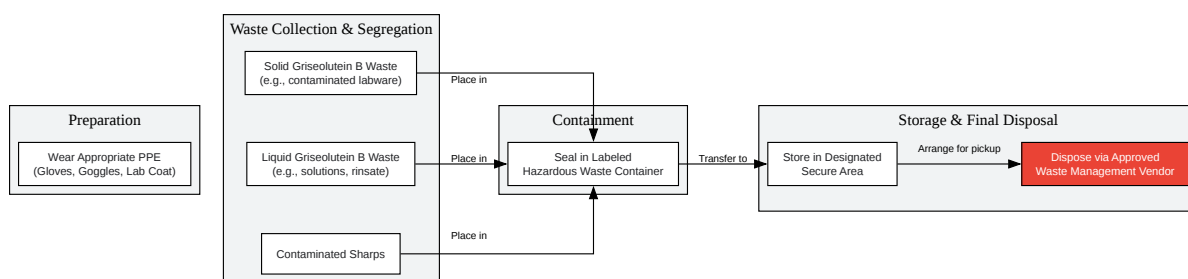 Preparation
Wear Appropriate PPE
(Gloves, Goggles, Lab Coat)
Waste Collection & Segregation
Solid Griseolutein B Waste
(e.g., contaminated labware)
Liquid Griseolutein B Waste
(e.g., solutions, rinsate)
Contaminated Sharps
Place in
Place in
Place in
Containment
Seal in Labeled
Hazardous Waste Container
Transfer to
Storage & Final Disposal
Store in Designated
Secure Area
Arrange for pickup
Dispose via Approved
Waste Management Vendor